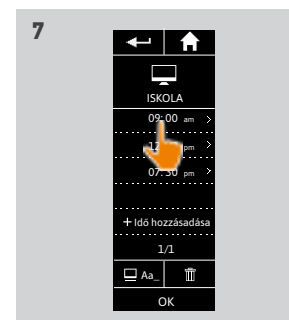 7
ISKOLA
09:00 am >
pm >
07:30 pm >
+ Idő hozzásadása
1/1
Aa_
OK